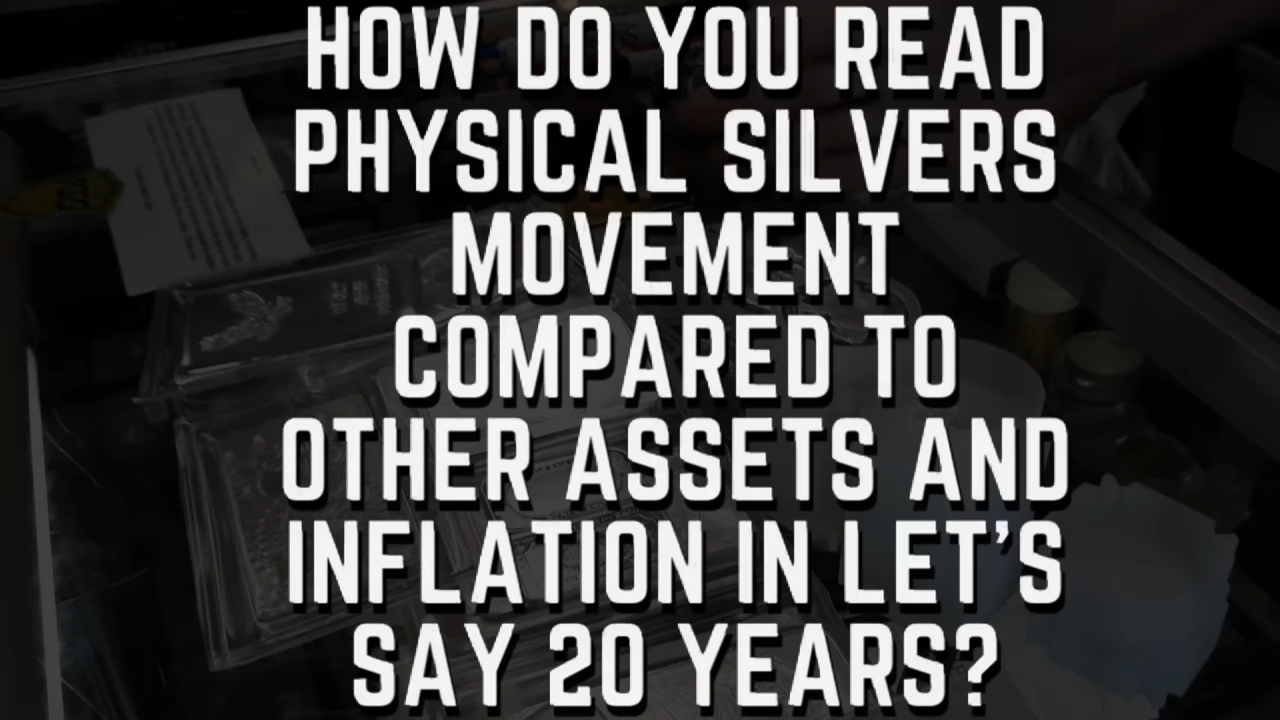 HOW DO YOU READ
PHYSICAL SILVERS
MOVEMENT
COMPARED TO
OTHER ASSETS AND
INFLATION IN LET'S
SAY 20 YEARS?